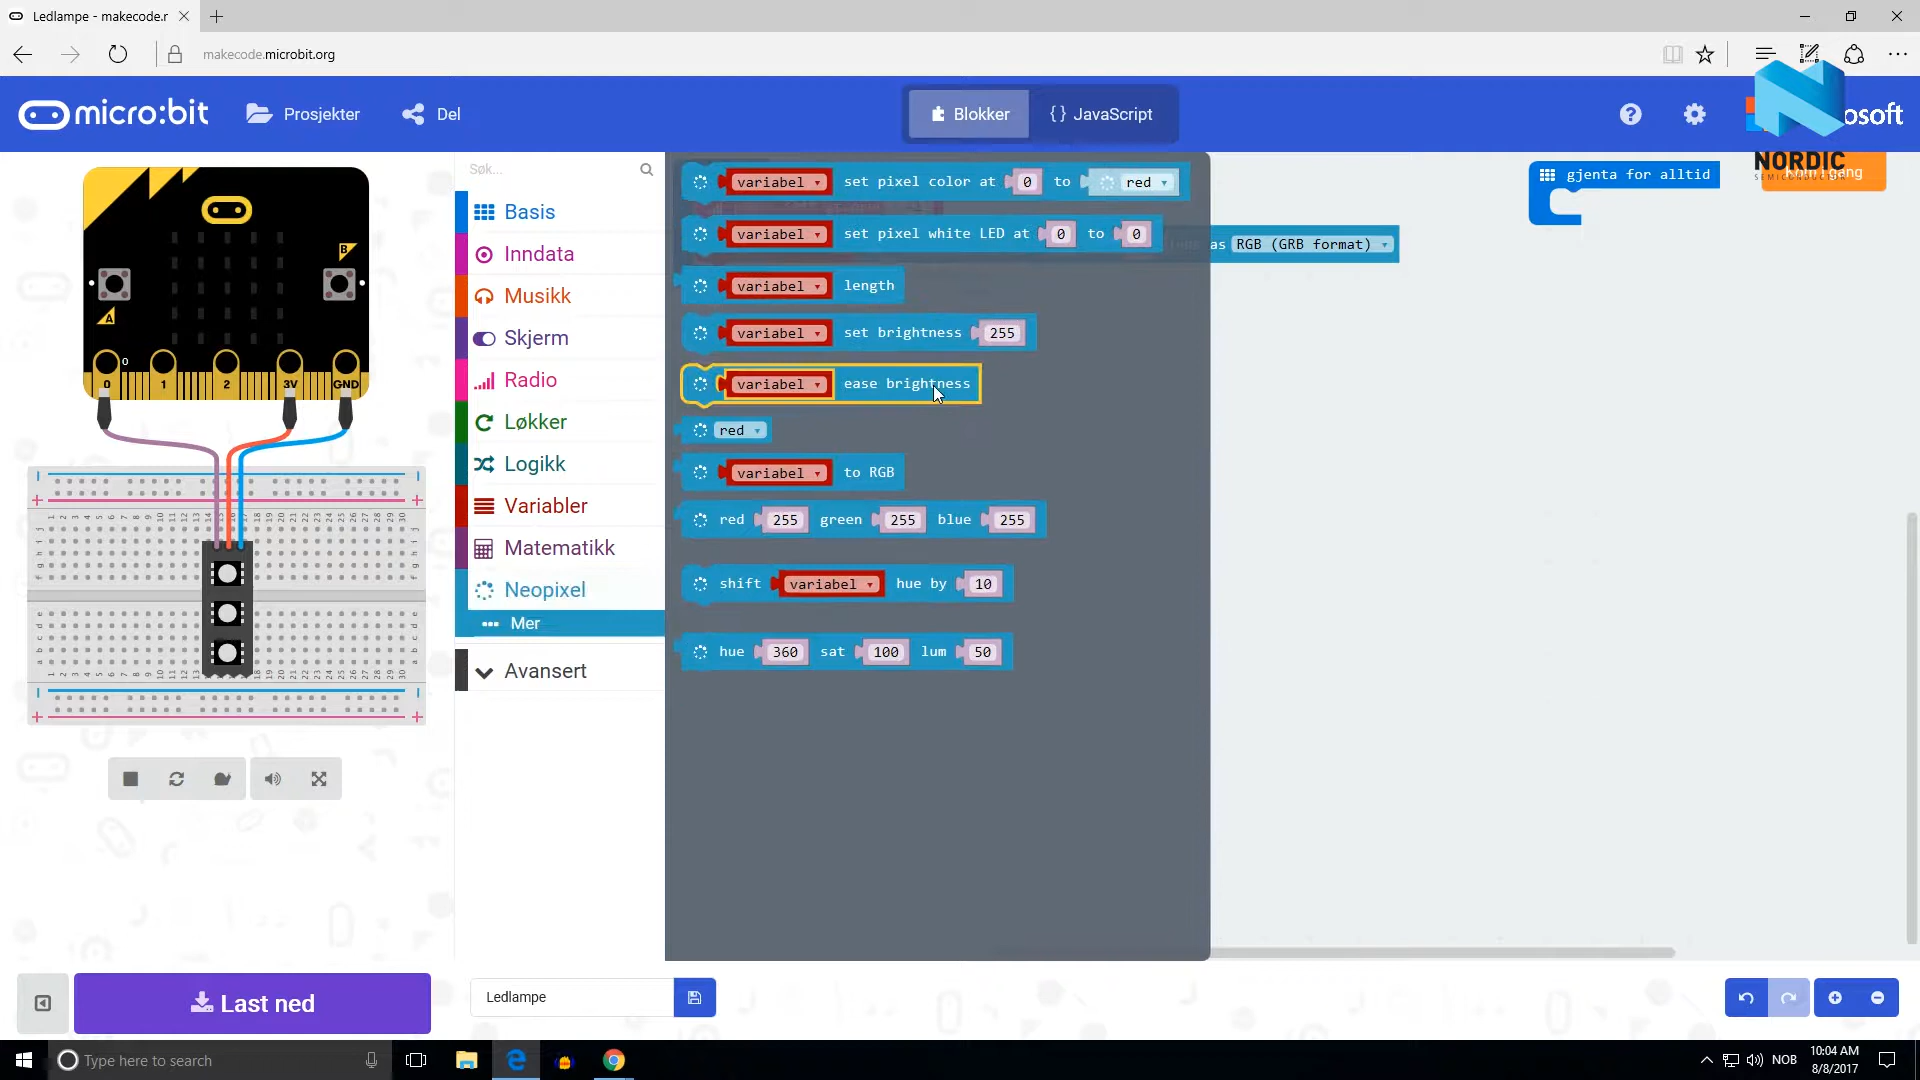 Ledlampe - makecode.r
makecode.microbit.org
micro:bit
Prosjekter
Del
Blokker
{} JavaScript
osoft
NORDIC
SEMICONDUCTOR
Kom i gang
A
B
0
0 1 2 3V GND
Søk...
Basis
Inndata
Musikk
Skjerm
Radio
Løkker
Logikk
Variabler
Matematikk
Neopixel
Mer
Avansert
variabel set pixel color at 0 to red
variabel set pixel white LED at 0 to 0
variabel length
variabel set brightness 255
variabel ease brightness
red
variabel to RGB
red 255 green 255 blue 255
shift variabel hue by 10
hue 360 sat 100 lum 50
as RGB (GRB format)
gjenta for alltid
Last ned
Ledlampe
Type here to search
NOB
10:04 AM
8/8/2017